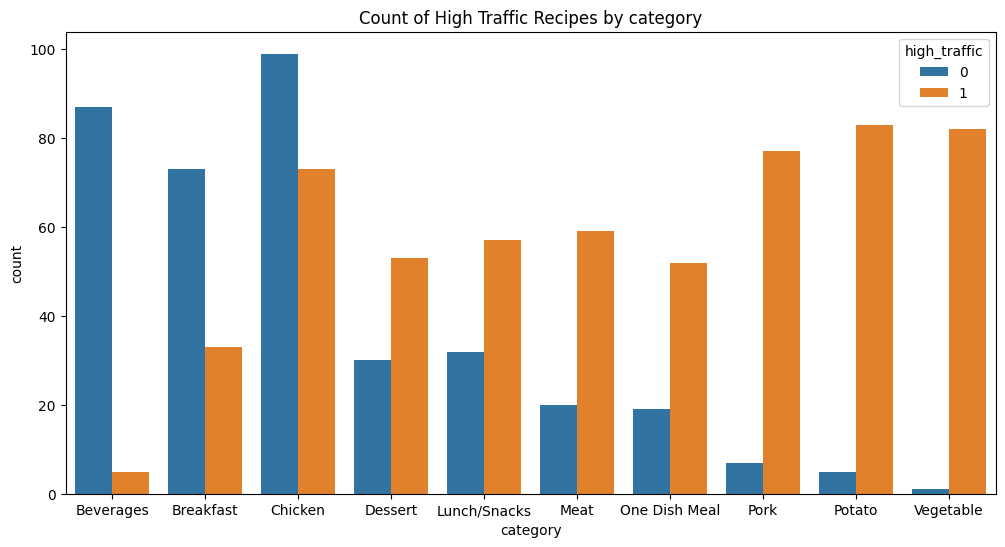 Count of High Traffic Recipes by category
high_traffic
0
1
100
80
60
40
20
0
count
Beverages Breakfast Chicken Dessert Lunch/Snacks Meat One Dish Meal Pork Potato Vegetable
category